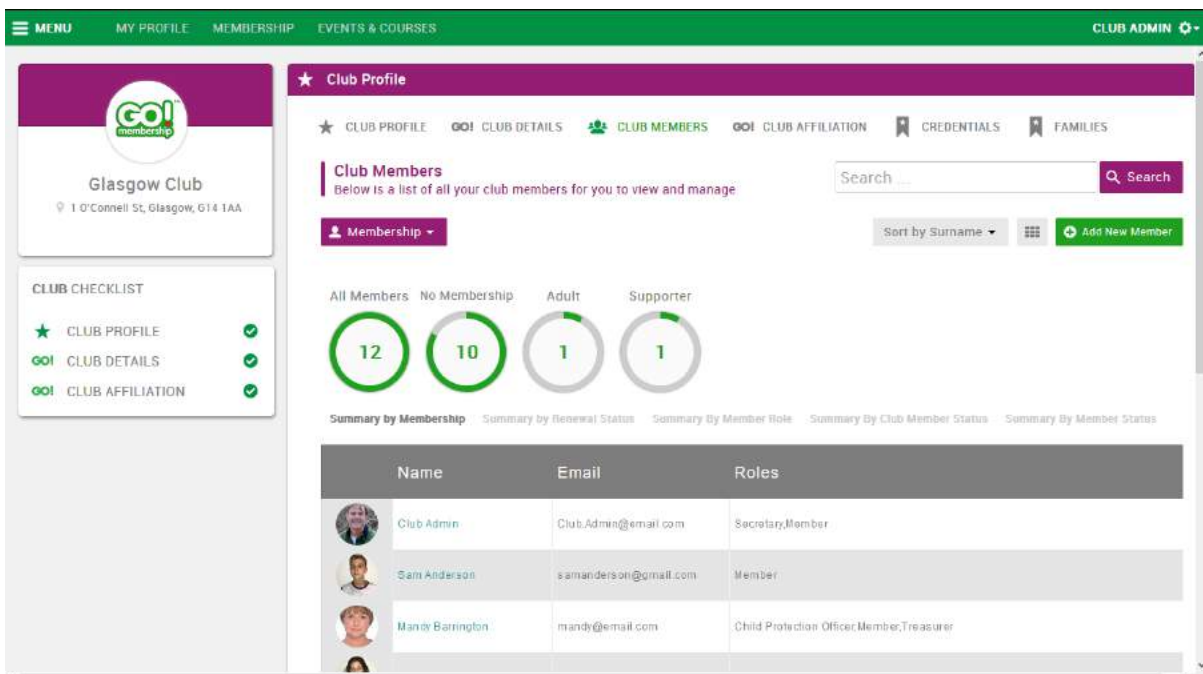 MENU MY PROFILE MEMBERSHIP EVENTS & COURSES CLUB ADMIN
GO! membership
Glasgow Club
1 O'Connell St, Glasgow, G14 1AA
CLUB CHECKLIST
CLUB PROFILE
GO! CLUB DETAILS
GO! CLUB AFFILIATION
Club Profile
CLUB PROFILE GO! CLUB DETAILS CLUB MEMBERS GO! CLUB AFFILIATION CREDENTIALS FAMILIES
Club Members
Below is a list of all your club members for you to view and manage
Search ... Search
Membership Sort by Surname Add New Member
All Members No Membership Adult Supporter
12 10 1 1
Summary by Membership Summary by Renewal Status Summary By Member Role Summary By Club Member Status Summary By Member Status
Name Email Roles
Club Admin Club.Admin@email.com Secretary,Member
Sam Anderson samanderson@gmail.com Member
Mandy Barrington mandy@email.com Child Protection Officer,Member,Treasurer